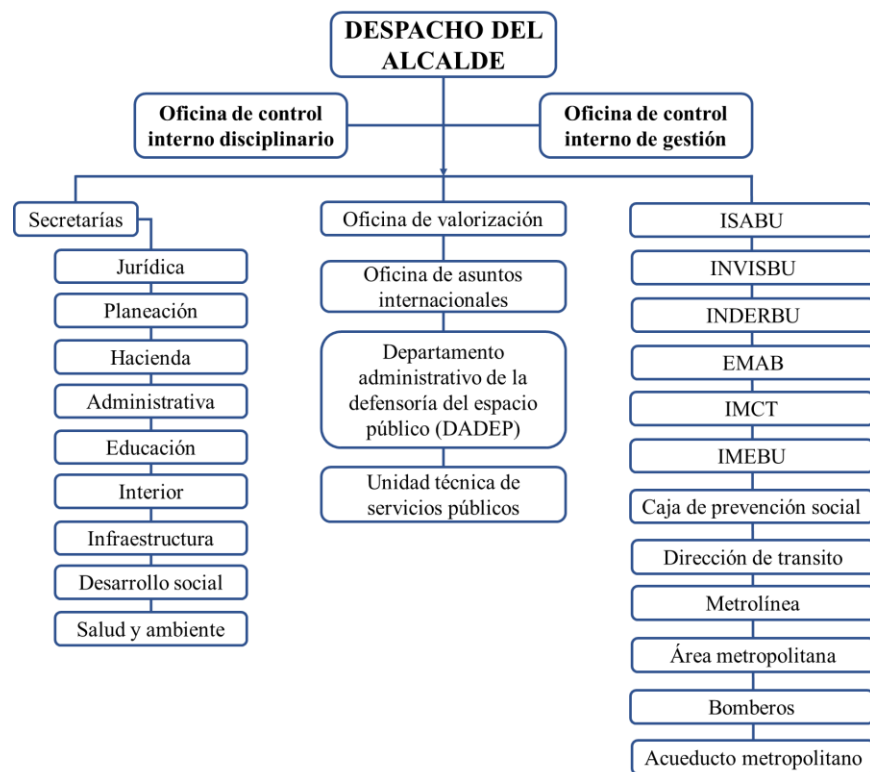 DESPACHO DEL
ALCALDE
Oficina de control
interno disciplinario
Oficina de control
interno de gestión
Secretarías
Jurídica
Planeación
Hacienda
Administrativa
Educación
Interior
Infraestructura
Desarrollo social
Salud y ambiente
Oficina de valorización
Oficina de asuntos
internacionales
Departamento
administrativo de la
defensoría del espacio
público (DADEP)
Unidad técnica de
servicios públicos
ISABU
INVISBU
INDERBU
EMAB
IMCT
IMEBU
Caja de prevención social
Dirección de transito
Metrolínea
Área metropolitana
Bomberos
Acueducto metropolitano